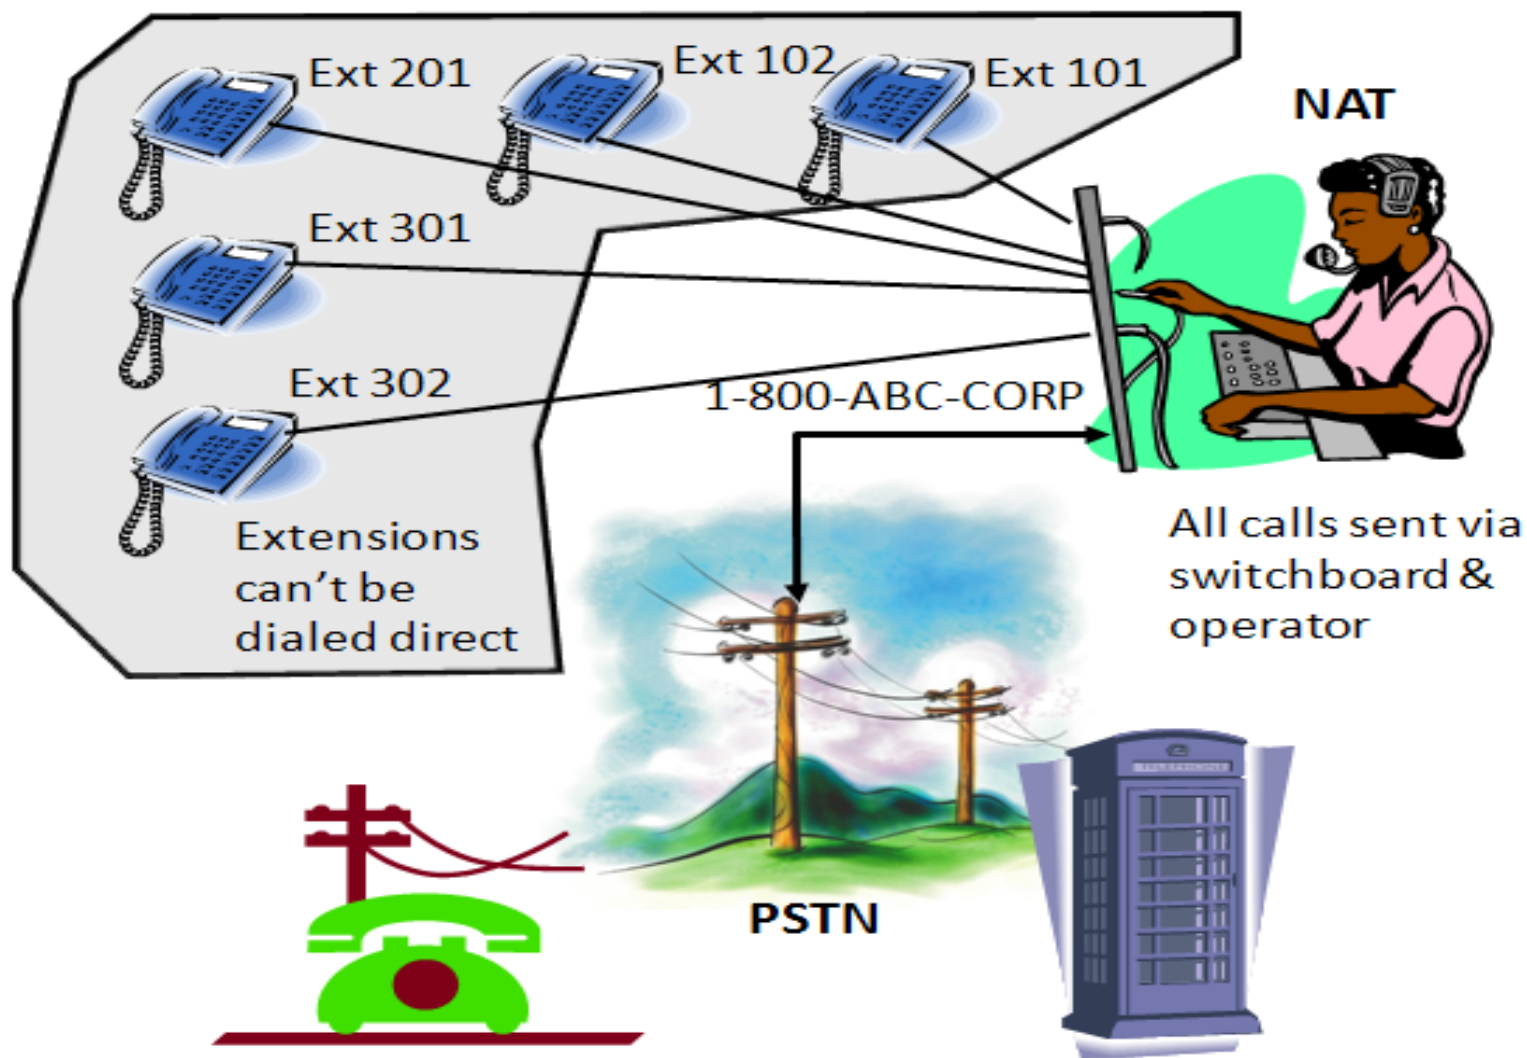 Ext 201
Ext 102
Ext 101
NAT
Ext 301
Ext 302
1-800-ABC-CORP
Extensions
can’t be
dialed direct
All calls sent via
switchboard &
operator
TELEPHONE
PSTN